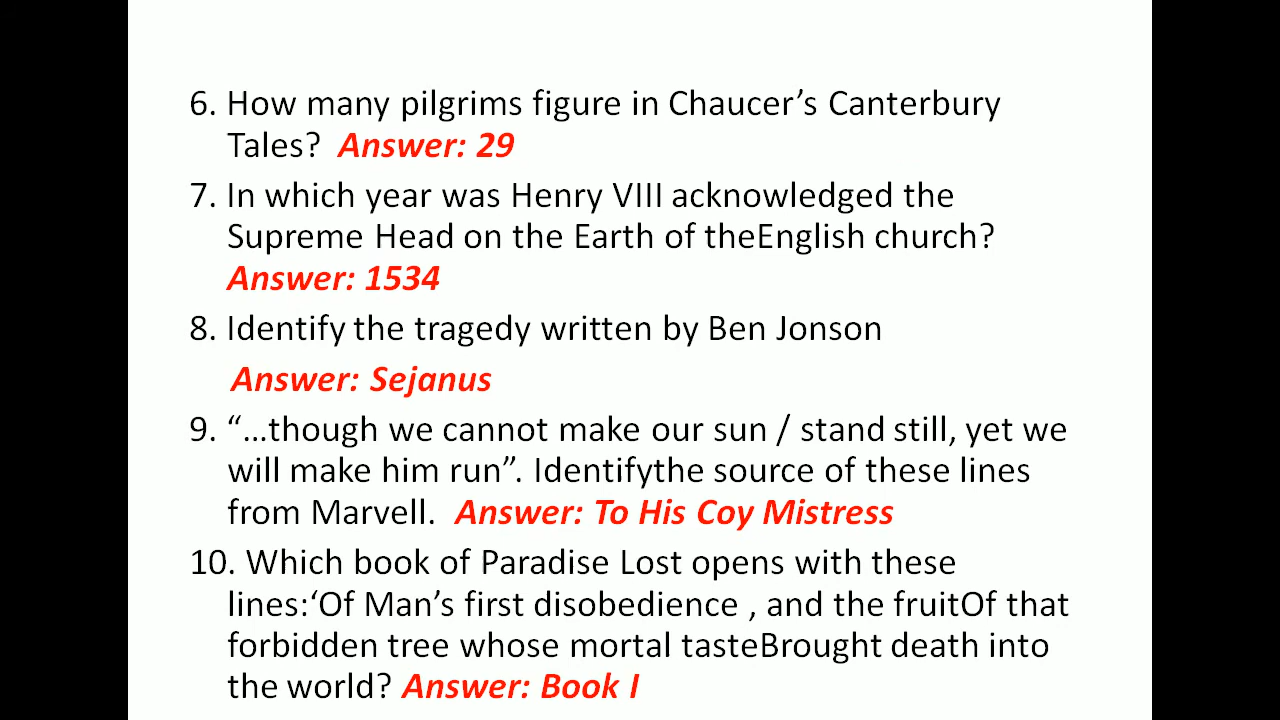 6. How many pilgrims figure in Chaucer’s Canterbury
Tales? Answer: 29
7. In which year was Henry VIII acknowledged the
Supreme Head on the Earth of theEnglish church?
Answer: 1534
8. Identify the tragedy written by Ben Jonson
Answer: Sejanus
9. “…though we cannot make our sun / stand still, yet we
will make him run”. Identifythe source of these lines
from Marvell. Answer: To His Coy Mistress
10. Which book of Paradise Lost opens with these
lines:‘Of Man’s first disobedience , and the fruitOf that
forbidden tree whose mortal tasteBrought death into
the world? Answer: Book I